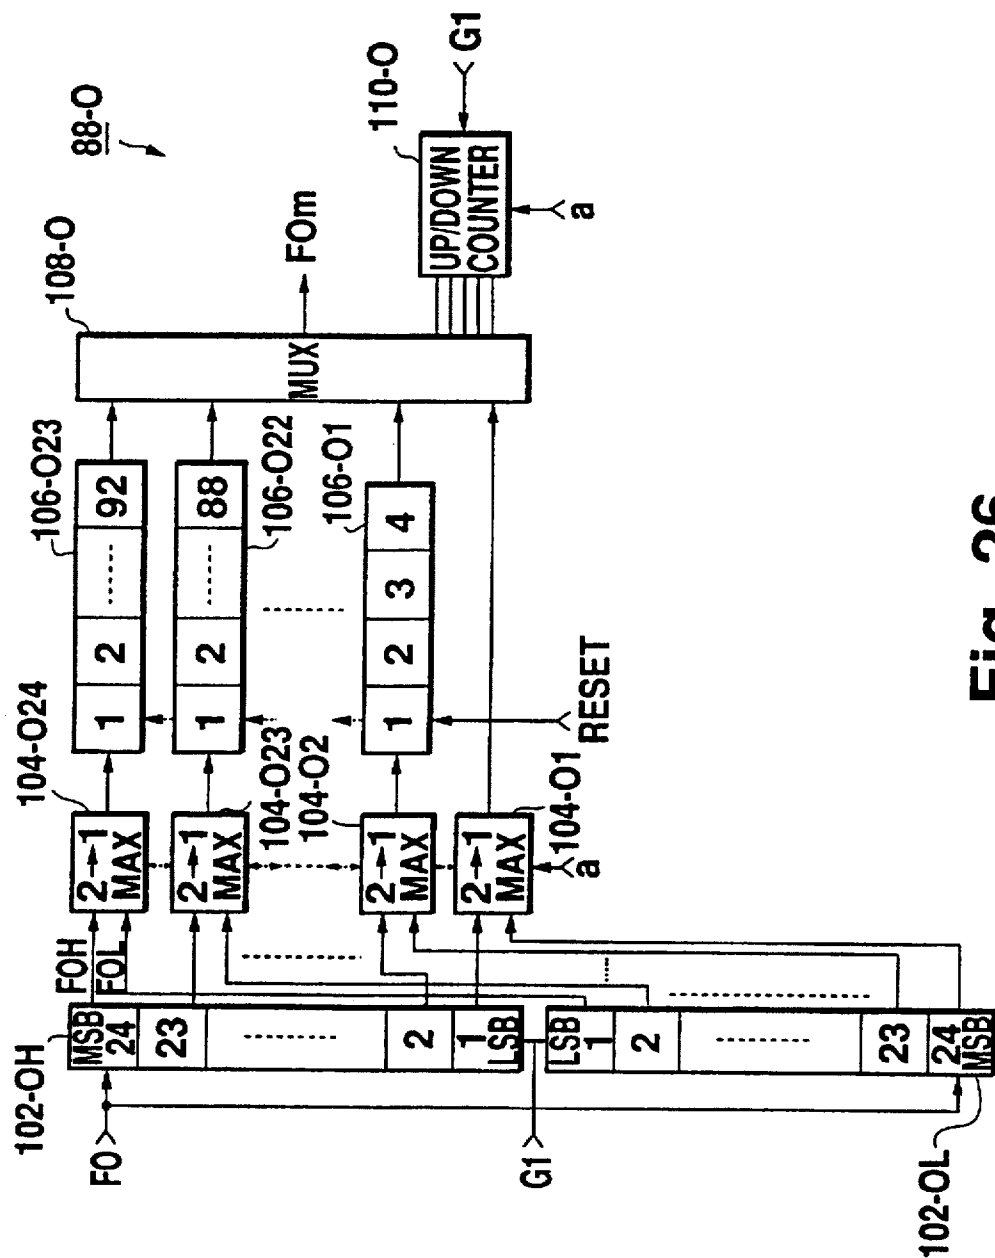 88-O
102-OH
FO
MSB
24
23
2
1
LSB
G1
LSB
1
2
23
24
MSB
102-OL
FOH
FOL
104-O24
2→1
MAX
104-O23
2→1
MAX
104-O2
2→1
MAX
104-O1
2→1
MAX
a
106-O23
1 2 92
106-O22
1 2 88
106-O1
1 2 3 4
RESET
108-O
MUX
FOm
110-O
UP/DOWN
COUNTER
G1
a
Fig. 26